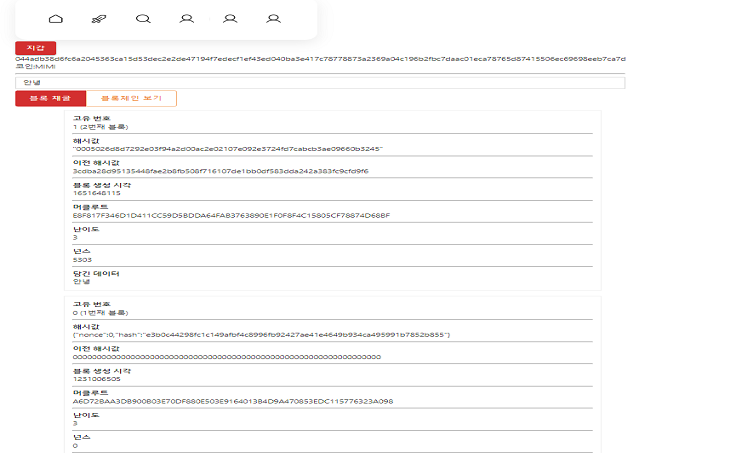 지갑
044adb38d6fc6a2045363ca15d53dec2e2de47194f7edecf1ef43ed040ba3e417c78778873a2369a04c196b2fbc7daac01eca78765d87415506ec69698eeb7ca7d
코인:MIMI
안녕
블록 채굴
블록체인 보기
고유 번호
1 (2번째 블록)
해시값
"0005026d8d7292e03f94a2d00ac2e02107e092e3724fd7cabcb3ae09660b3245"
이전 해시값
3cdba28d95135448fae2b8fb508f716107de1bb0df583dda242a383fc9cfd9f6
블록 생성 시각
1651648115
머클루트
E8F817F346D1D411CC59D5BDDA64FAB3763890E1F0F8F4C15805CF78874D68BF
난이도
3
넌스
5303
담긴 데이터
안녕
고유 번호
0 (1번째 블록)
해시값
{"nonce":0,"hash":"e3b0c44298fc1c149afbf4c8996fb92427ae41e4649b934ca495991b7852b855"}
이전 해시값
0000000000000000000000000000000000000000000000000000000000000000
블록 생성 시각
1231006505
머클루트
A6D72BAA3DB900B03E70DF880E503E9164013B4D9A470853EDC115776323A098
난이도
3
넌스
0